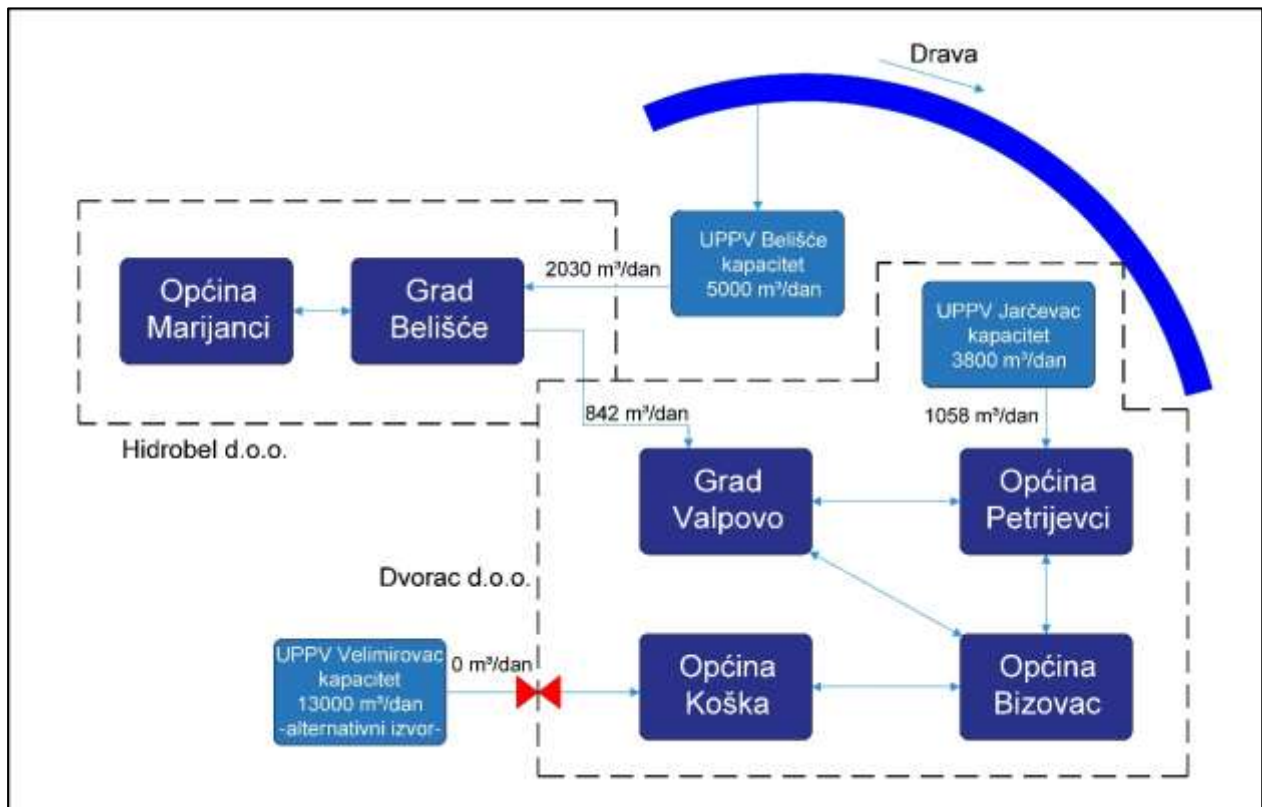 Drava
UPPV Belišće
kapacitet
5000 m³/dan
2030 m³/dan
Općina
Marijanci
Grad
Belišće
UPPV Jarčevac
kapacitet
3800 m³/dan
842 m³/dan
1058 m³/dan
Hidrobel d.o.o.
Grad
Valpovo
Općina
Petrijevci
Dvorac d.o.o.
UPPV Velimirovac
kapacitet
13000 m³/dan
-alternativni izvor-
0 m³/dan
Općina
Koška
Općina
Bizovac